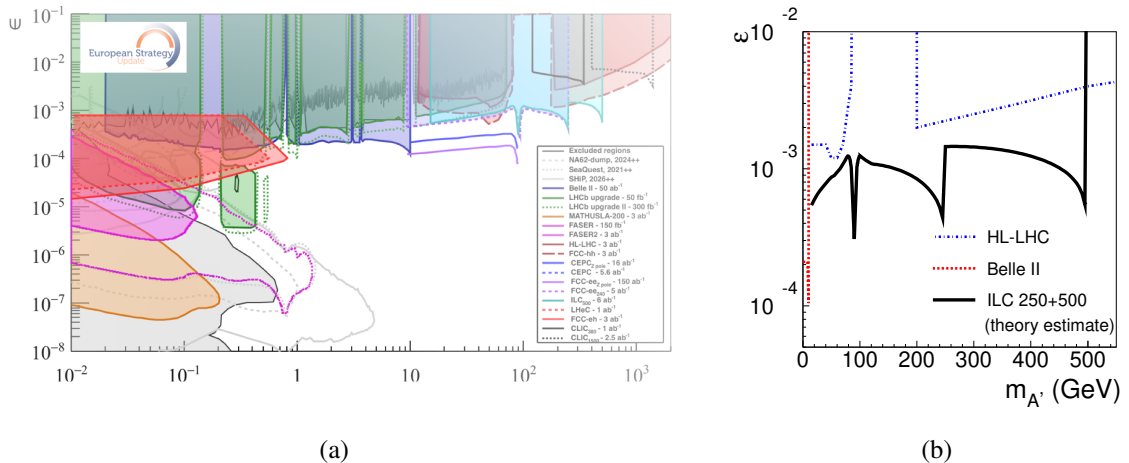 ϵ
10⁻¹
10⁻²
10⁻³
10⁻⁴
10⁻⁵
10⁻⁶
10⁻⁷
10⁻⁸
European Strategy
Update
Excluded regions
NA62-dump, 2024++
SeaQuest, 2021++
SHiP, 2026++
Belle II - 50 ab⁻¹
LHCb upgrade - 50 fb⁻¹
LHCb upgrade II - 300 fb⁻¹
MATHUSLA-200 - 3 ab⁻¹
FASER - 150 fb⁻¹
FASER2 - 3 ab⁻¹
HL-LHC - 3 ab⁻¹
FCC-hh - 3 ab⁻¹
CEPC Z pole - 16 ab⁻¹
CEPC - 5.6 ab⁻¹
FCC-ee Z pole - 150 ab⁻¹
FCC-ee₂₄₀ - 5 ab⁻¹
ILC₅₀₀ - 6 ab⁻¹
LHeC - 1 ab⁻¹
FCC-eh - 3 ab⁻¹
CLIC₃₈₀ - 1 ab⁻¹
CLIC₁₅₀₀ - 2.5 ab⁻¹
10⁻² 10⁻¹ 1 10 10² 10³
(a)
ε
10⁻²
10⁻³
10⁻⁴
HL-LHC
Belle II
ILC 250+500
(theory estimate)
0 100 200 300 400 500
m_A' (GeV)
(b)